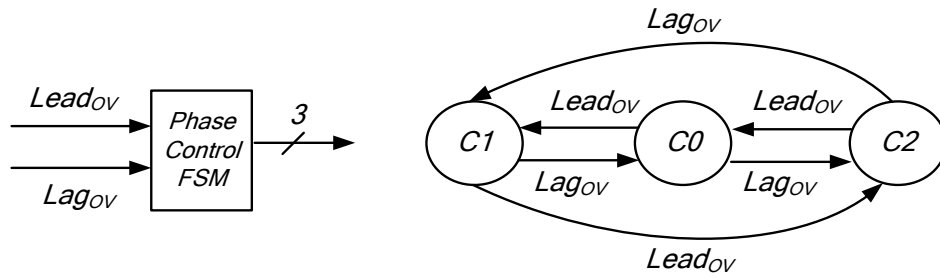 Lead_OV
Lag_OV
Phase
Control
FSM
3
Lag_OV
Lead_OV
Lead_OV
C1
C0
C2
Lag_OV
Lag_OV
Lead_OV